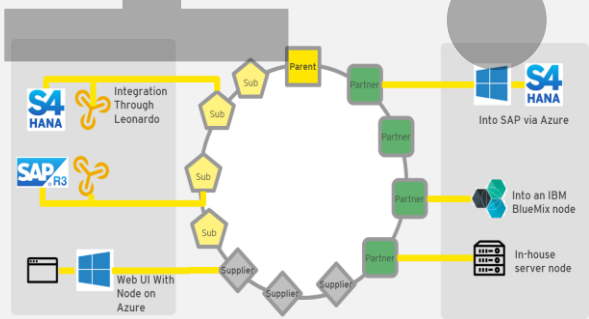 Parent
Sub
Partner
S4
HANA
Integration
Through
Leonardo
Sub
S4
HANA
Into SAP via Azure
Partner
SAP R3
Sub
Partner
Into an IBM
BlueMix node
Sub
Partner
In-house
server node
Web UI With
Node on
Azure
Supplier
Supplier
Supplier